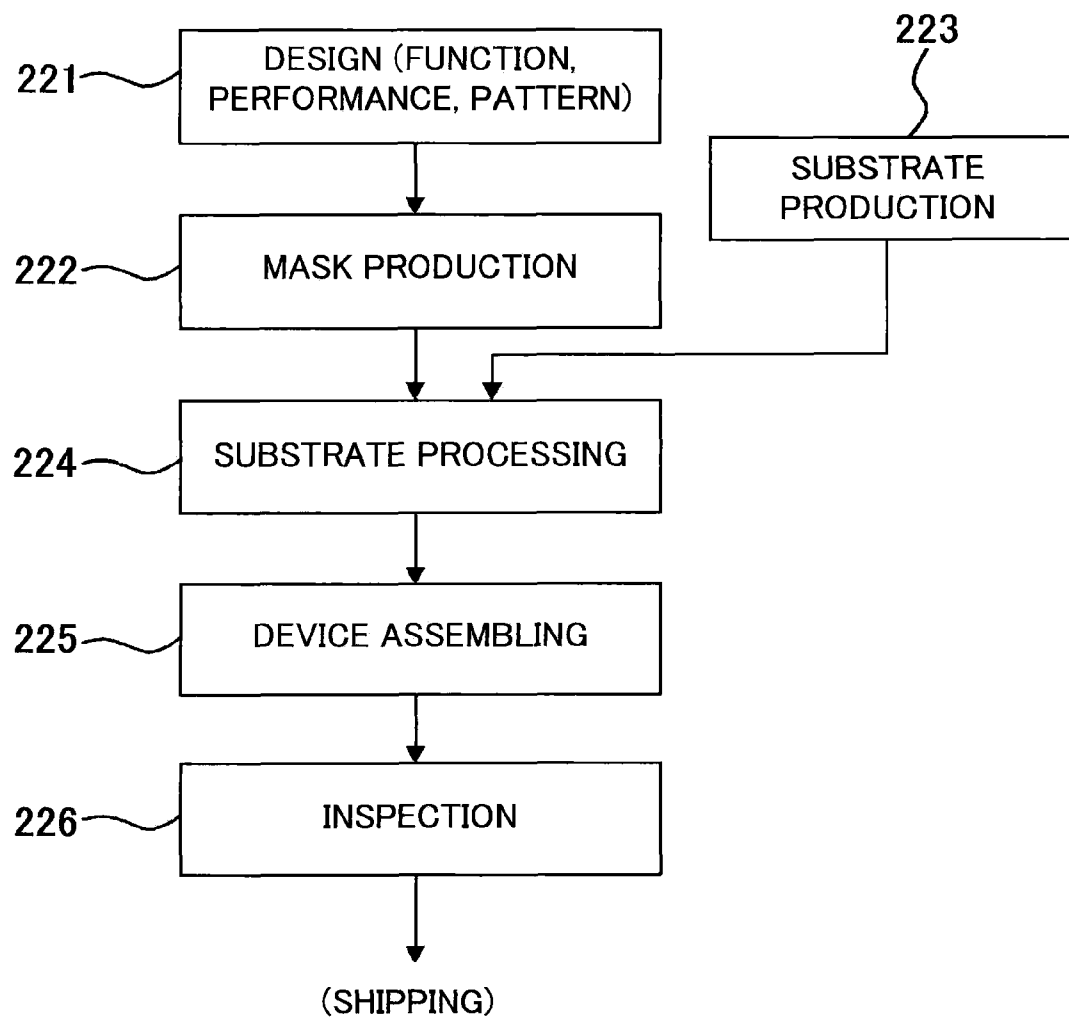 223
221
DESIGN (FUNCTION,
PERFORMANCE, PATTERN)
SUBSTRATE
PRODUCTION
222
MASK PRODUCTION
224
SUBSTRATE PROCESSING
225
DEVICE ASSEMBLING
226
INSPECTION
(SHIPPING)